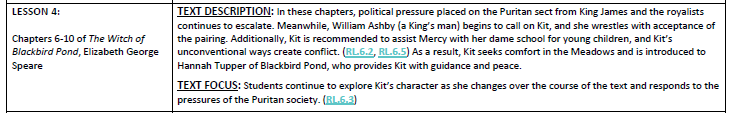 LESSON 4:
Chapters 6-10 of The Witch of
Blackbird Pond, Elizabeth George
Speare
TEXT DESCRIPTION: In these chapters, political pressure placed on the Puritan sect from King James and the royalists
continues to escalate. Meanwhile, William Ashby (a King's man) begins to call on Kit, and she wrestles with acceptance of
the pairing. Additionally, Kit is recommended to assist Mercy with her dame school for young children, and Kit's
unconventional ways create conflict. (RL.6.2, RL.6.5) As a result, Kit seeks comfort in the Meadows and is introduced to
Hannah Tupper of Blackbird Pond, who provides Kit with guidance and peace.
TEXT FOCUS: Students continue to explore Kit's character as she changes over the course of the text and responds to the
pressures of the Puritan society. (RL.6.3)